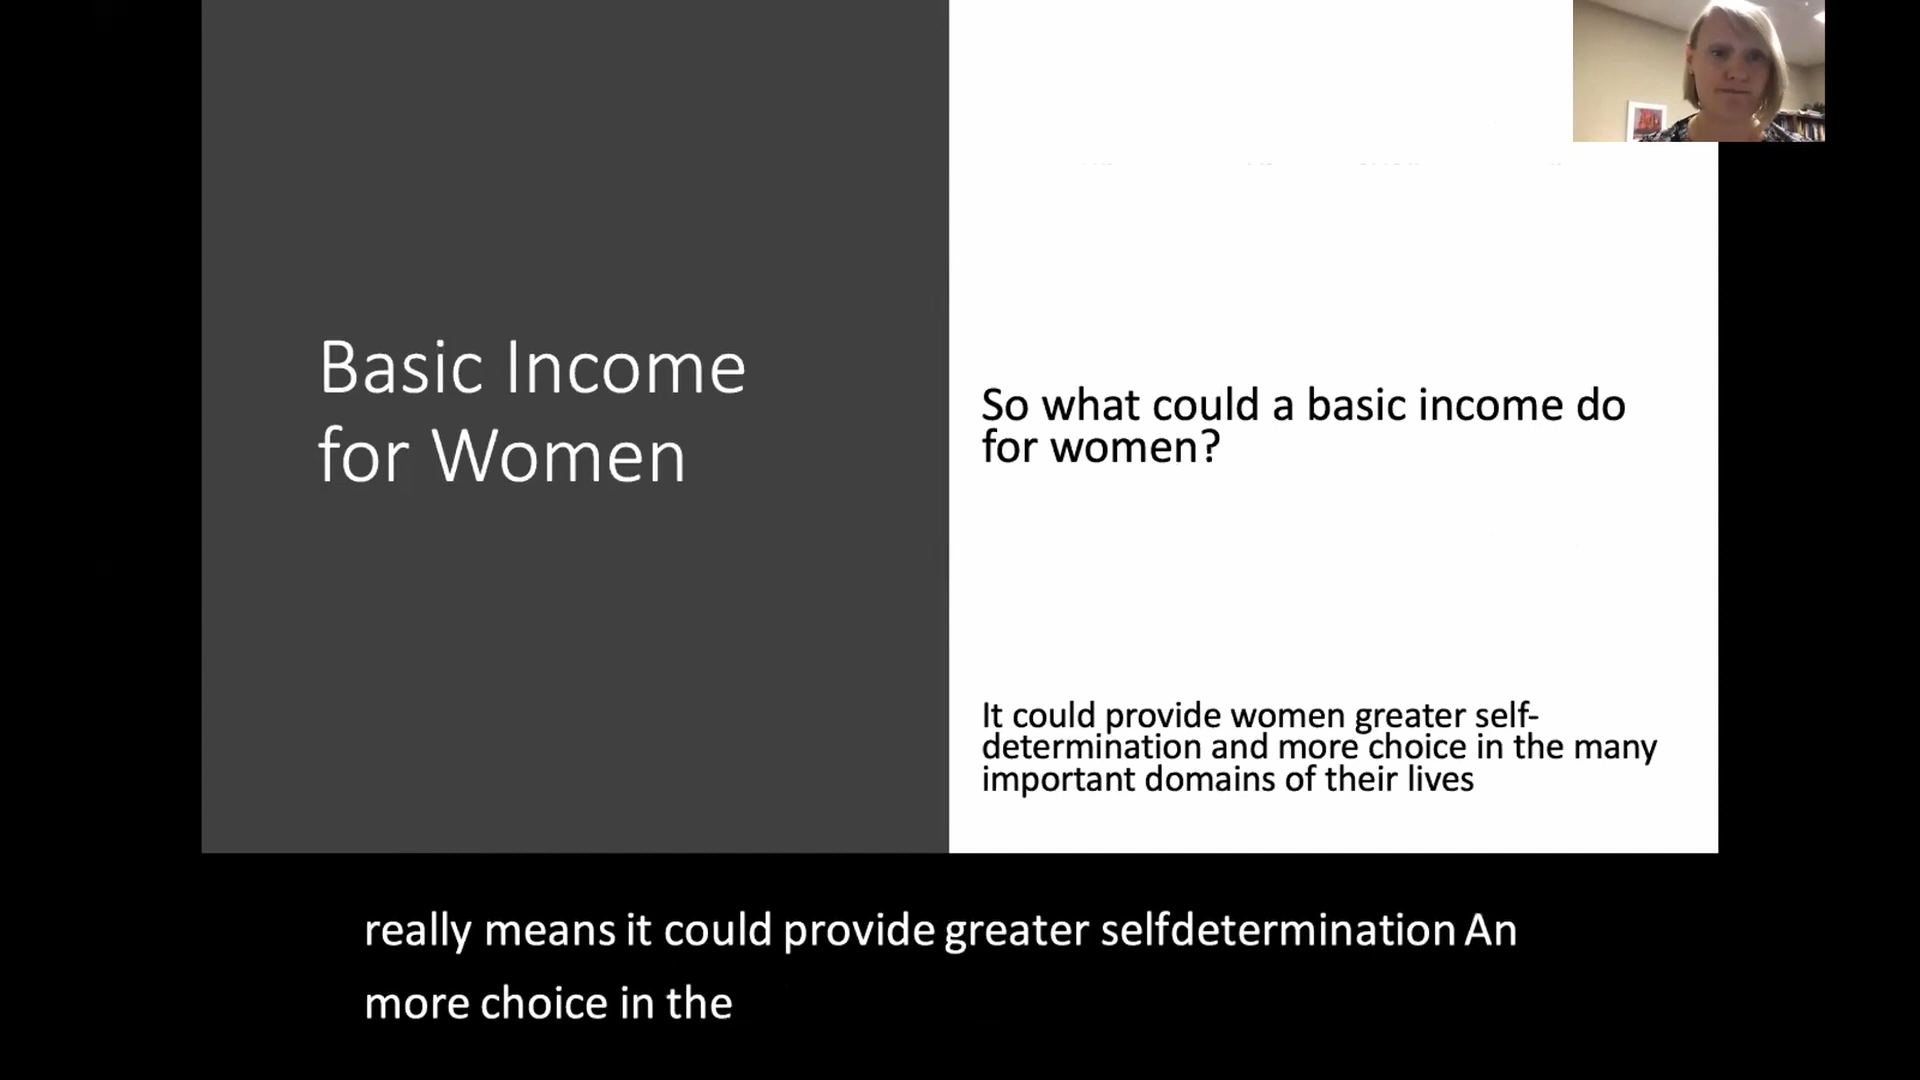 Basic Income
for Women
So what could a basic income do
for women?
It could provide women greater self-
determination and more choice in the many
important domains of their lives
really means it could provide greater selfdetermination An
more choice in the